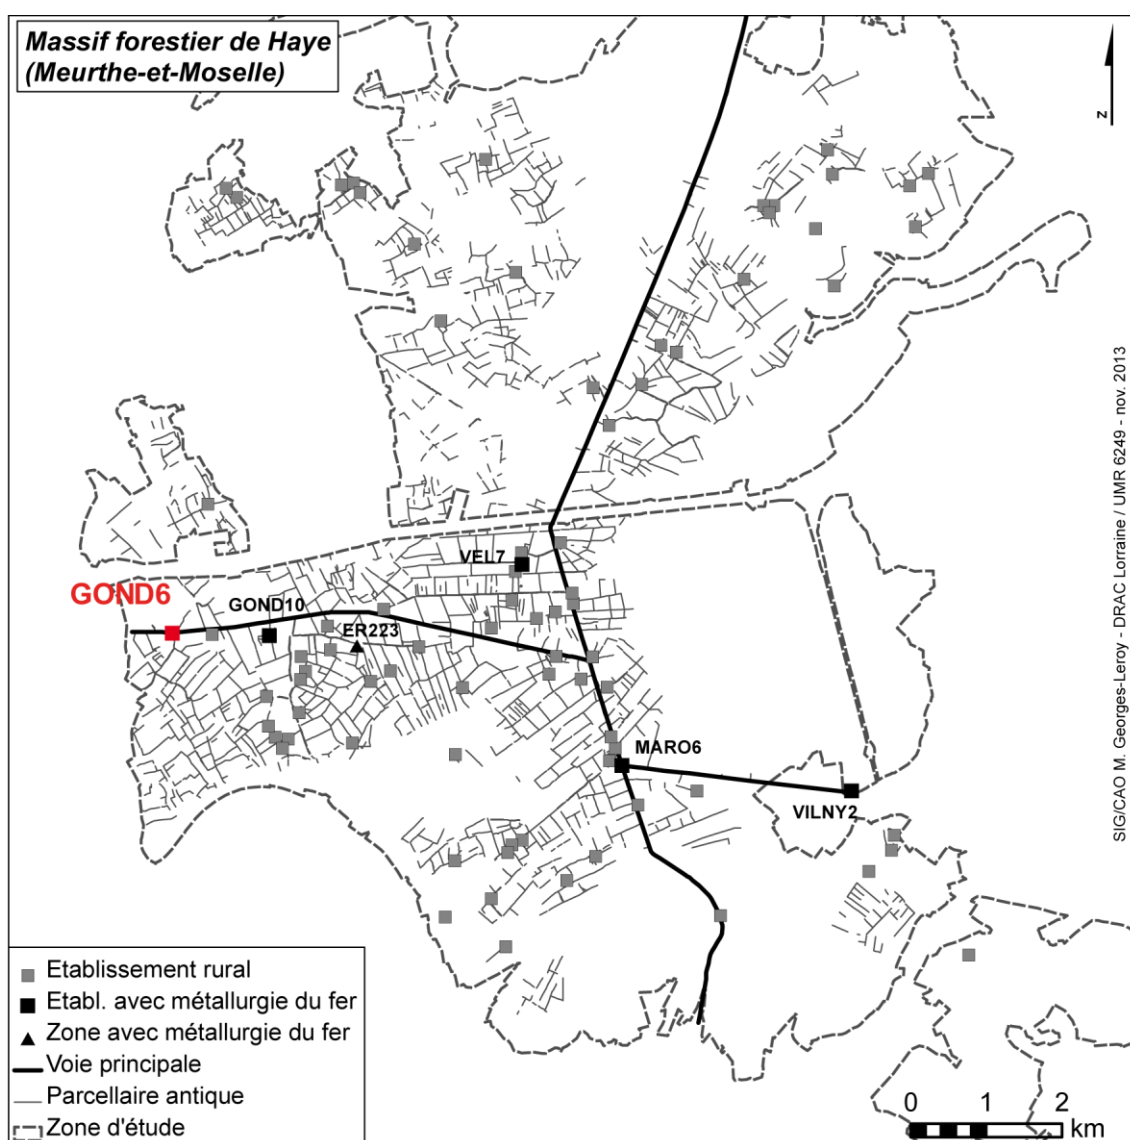 Massif forestier de Haye
(Meurthe-et-Moselle)
z
SIG/CAO M. Georges-Leroy - DRAC Lorraine / UMR 6249 - nov. 2013
VEL7
GOND6
GOND10
ER223
MARO6
VILNY2
Etablissement rural
Etabl. avec métallurgie du fer
Zone avec métallurgie du fer
Voie principale
Parcellaire antique
Zone d'étude
0 1 2
km